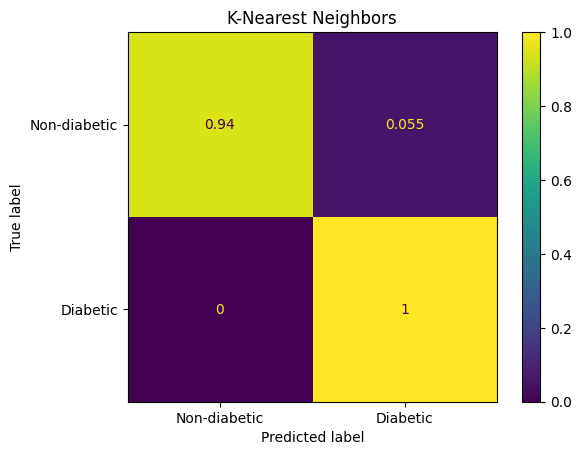 K-Nearest Neighbors
True label
Non-diabetic
0.94
0.055
Diabetic
0
1
Non-diabetic
Diabetic
Predicted label
1.0
0.8
0.6
0.4
0.2
0.0